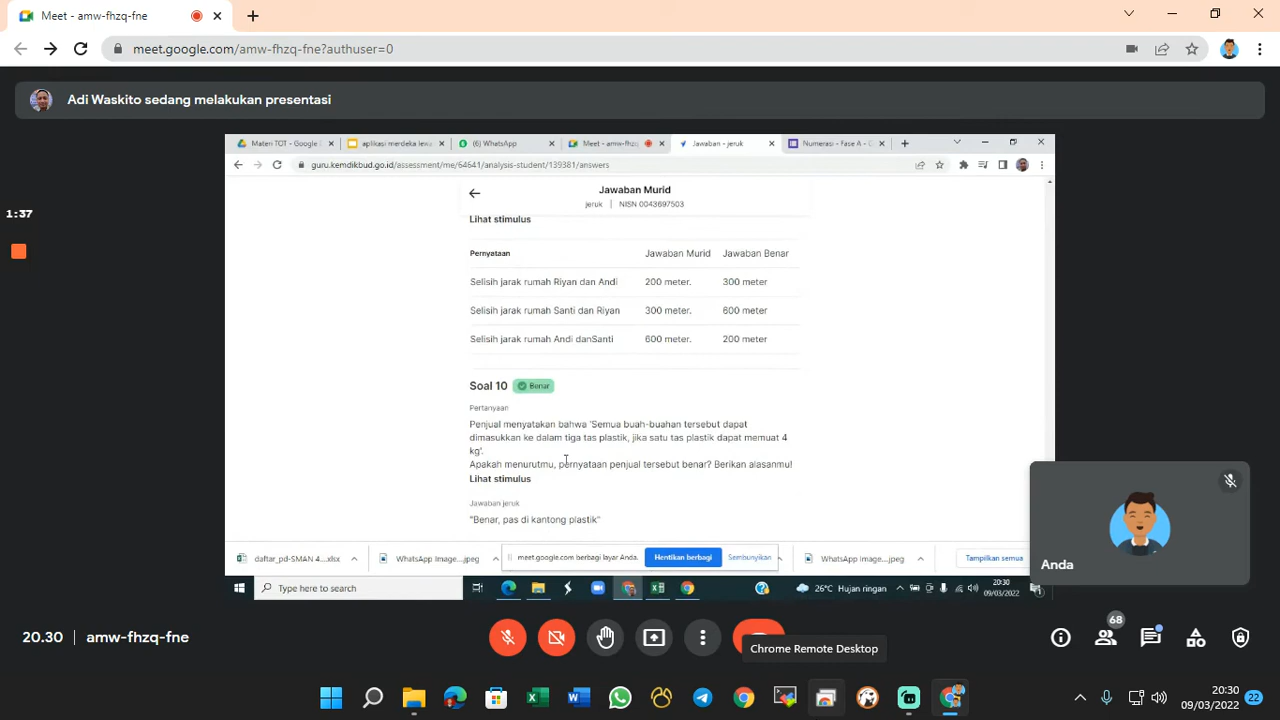 Meet - amw-fhzq-fne
meet.google.com/amw-fhzq-fne?authuser=0
Adi Waskito sedang melakukan presentasi
Materi TOT - Google
aplikasi merdeka
(6) WhatsApp
Meet - amw-fhzq-fne
Jawaban - jeruk
Numerasi - Fase A -
guru.kemdikbud.go.id/assessment/me/64641/analysis-student/139381/answers
Jawaban Murid
jeruk | NISN 0043697503
1:37
Lihat stimulus
Pernyataan Jawaban Murid Jawaban Benar
Selisih jarak rumah Riyan dan Andi 200 meter. 300 meter
Selisih jarak rumah Santi dan Riyan 300 meter. 600 meter
Selisih jarak rumah Andi danSanti 600 meter. 200 meter
Soal 10 Benar
Pertanyaan
Penjual menyatakan bahwa 'Semua buah-buahan tersebut dapat
dimasukkan ke dalam tiga tas plastik, jika satu tas plastik dapat memuat 4
kg'.
Apakah menurutmu, pernyataan penjual tersebut benar? Berikan alasanmu!
Lihat stimulus
Jawaban jeruk
"Benar, pas di kantong plastik"
daftar_pd-SMAN 4....xlsx
WhatsApp Image....jpeg
meet.google.com berbagi layar Anda.
Hentikan berbagi
Sembunyikan
WhatsApp Image....jpeg
Tampilkan semua
Anda
Type here to search
26°C Hujan ringan
20:30
09/03/2022
20.30 | amw-fhzq-fne
Chrome Remote Desktop
68
20:30
09/03/2022
22